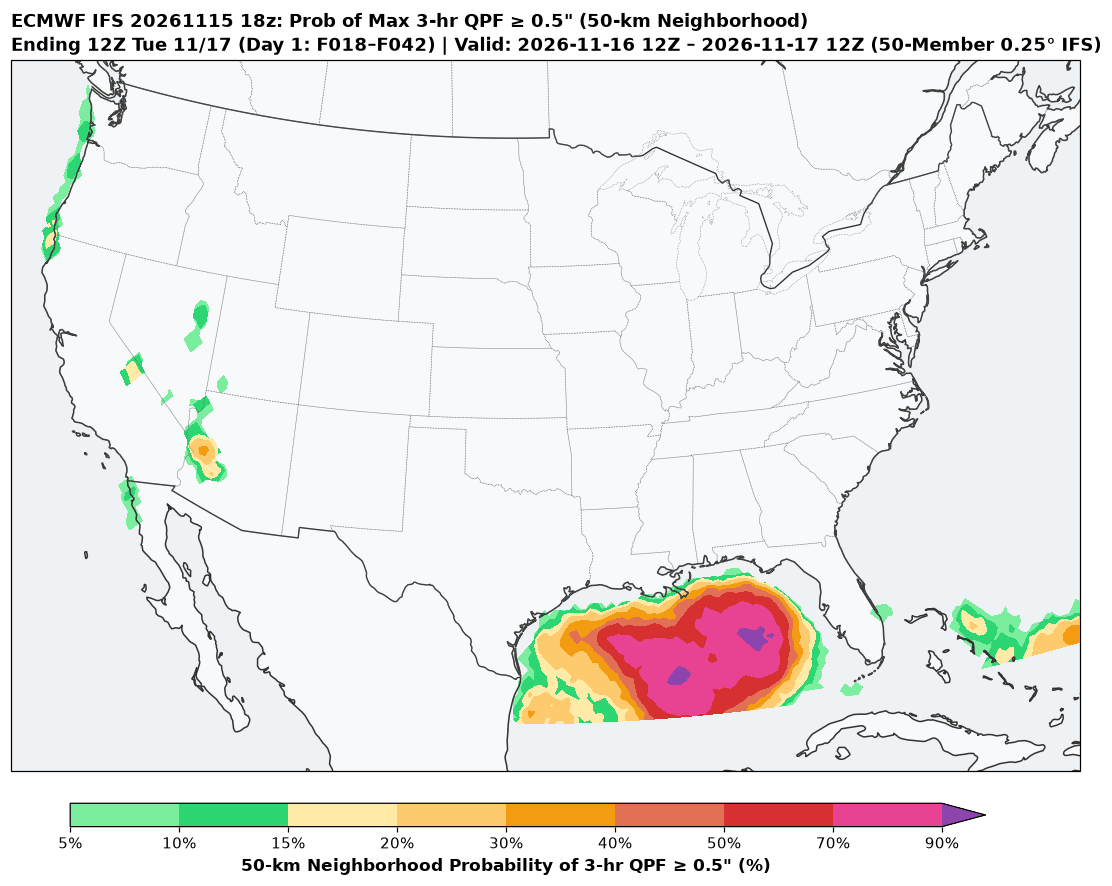 ECMWF IFS 20261115 18z: Prob of Max 3-hr QPF ≥ 0.5" (50-km Neighborhood)
Ending 12Z Tue 11/17 (Day 1: F018–F042) | Valid: 2026-11-16 12Z – 2026-11-17 12Z (50-Member 0.25° IFS)
5% 10% 15% 20% 30% 40% 50% 70% 90%
50-km Neighborhood Probability of 3-hr QPF ≥ 0.5" (%)